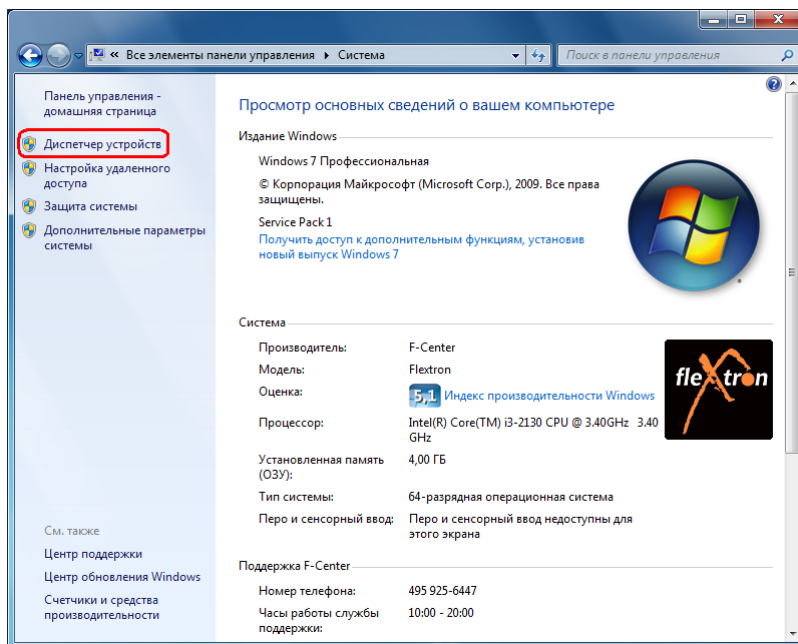 « Все элементы панели управления ▸ Система
Поиск в панели управления
Панель управления -
домашняя страница
Диспетчер устройств
Настройка удаленного
доступа
Защита системы
Дополнительные параметры
системы
См. также
Центр поддержки
Центр обновления Windows
Счетчики и средства
производительности
Просмотр основных сведений о вашем компьютере
Издание Windows
Windows 7 Профессиональная
© Корпорация Майкрософт (Microsoft Corp.), 2009. Все права
защищены.
Service Pack 1
Получить доступ к дополнительным функциям, установив
новый выпуск Windows 7
Система
Производитель: F-Center
Модель: Flextron
Оценка: 5,1 Индекс производительности Windows
Процессор: Intel(R) Core(TM) i3-2130 CPU @ 3.40GHz 3.40
GHz
Установленная память 4,00 ГБ
(ОЗУ):
Тип системы: 64-разрядная операционная система
Перо и сенсорный ввод: Перо и сенсорный ввод недоступны для
этого экрана
flextron
Поддержка F-Center
Номер телефона: 495 925-6447
Часы работы службы 10:00 - 20:00
поддержки: